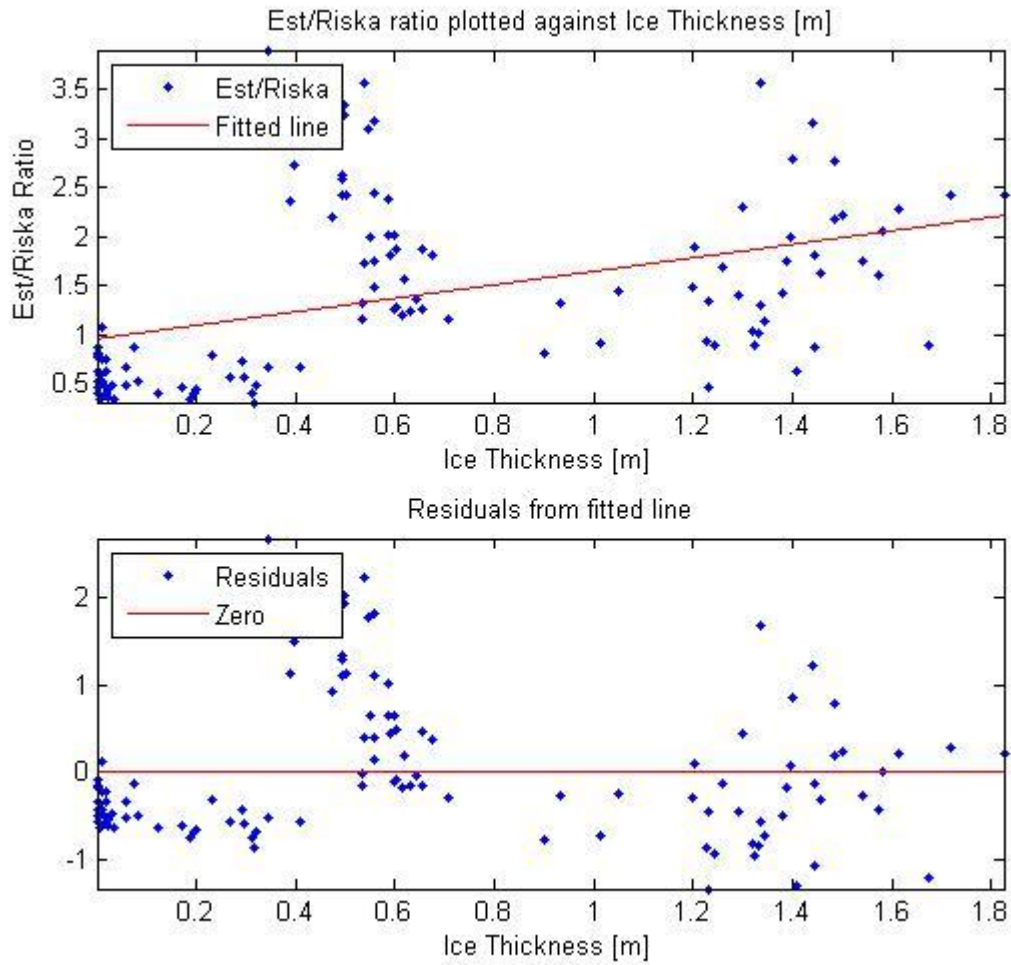 Est/Riska ratio plotted against Ice Thickness [m]
3.5
3
2.5
2
1.5
1
0.5
Est/Riska Ratio
Est/Riska
Fitted line
0.2 0.4 0.6 0.8 1 1.2 1.4 1.6 1.8
Ice Thickness [m]
Residuals from fitted line
2
1
0
-1
Residuals
Zero
0.2 0.4 0.6 0.8 1 1.2 1.4 1.6 1.8
Ice Thickness [m]